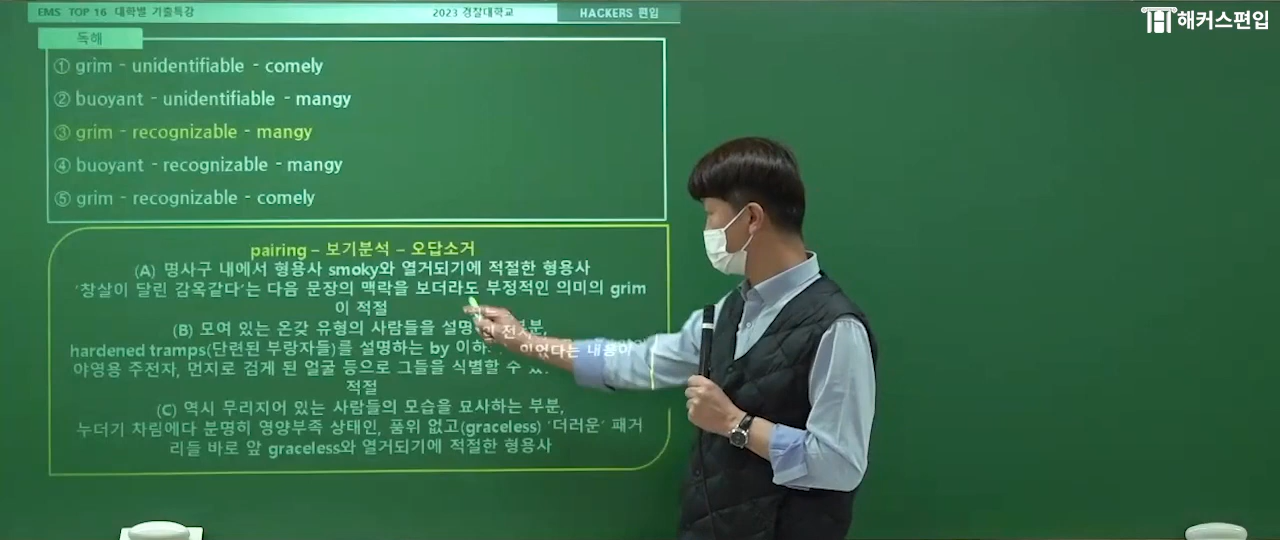 EMS TOP 16 대학별 기출특강
2023 경찰대학교
HACKERS 편입
해커스편입
독해
① grim - unidentifiable - comely
② buoyant - unidentifiable - mangy
③ grim - recognizable - mangy
④ buoyant - recognizable - mangy
⑤ grim - recognizable - comely
pairing – 보기분석 – 오답소거
(A) 명사구 내에서 형용사 smoky와 열거되기에 적절한 형용사
'창살이 달린 감옥같다'는 다음 문장의 맥락을 보더라도 부정적인 의미의 grim
이 적절
(B) 모여 있는 온갖 유형의 사람들을 설명
hardened tramps(단련된 부랑자들)를 설명하는 by 이하 있었다는 내용이
야영용 주전자, 먼지로 검게 된 얼굴 등으로 그들을 식별할 수
적절
(C) 역시 무리지어 있는 사람들의 모습을 묘사하는 부분,
누더기 차림에다 분명히 영양부족 상태인, 품위 없고(graceless) '더러운' 패거
리들 바로 앞 graceless와 열거되기에 적절한 형용사